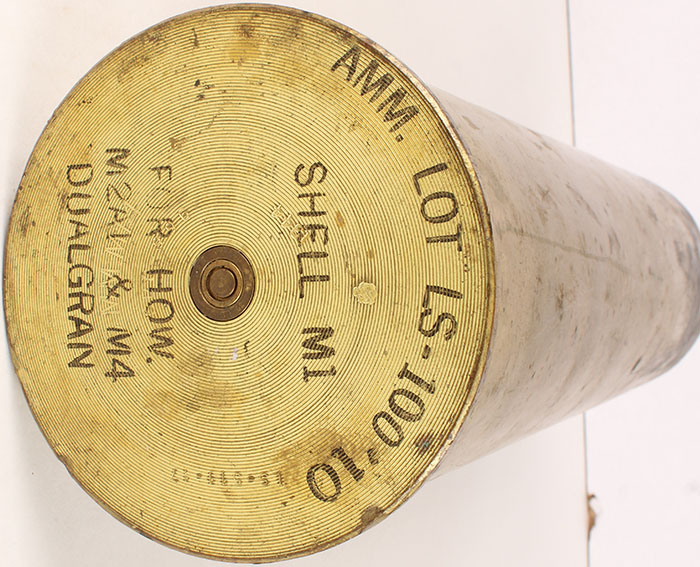 AMM. LOT LS-100-10
SHELL M1
FOR HOW.
M2A1 & M4
DUALGRAN